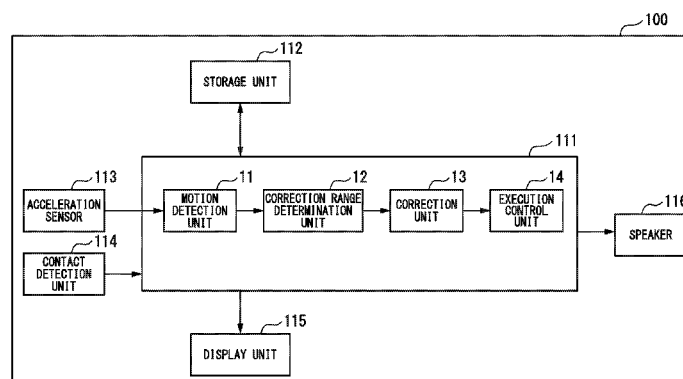 100
112
STORAGE UNIT
111
113
ACCELERATION
SENSOR
11
MOTION
DETECTION
UNIT
12
CORRECTION RANGE
DETERMINATION
UNIT
13
CORRECTION
UNIT
14
EXECUTION
CONTROL
UNIT
116
SPEAKER
114
CONTACT
DETECTION
UNIT
115
DISPLAY UNIT